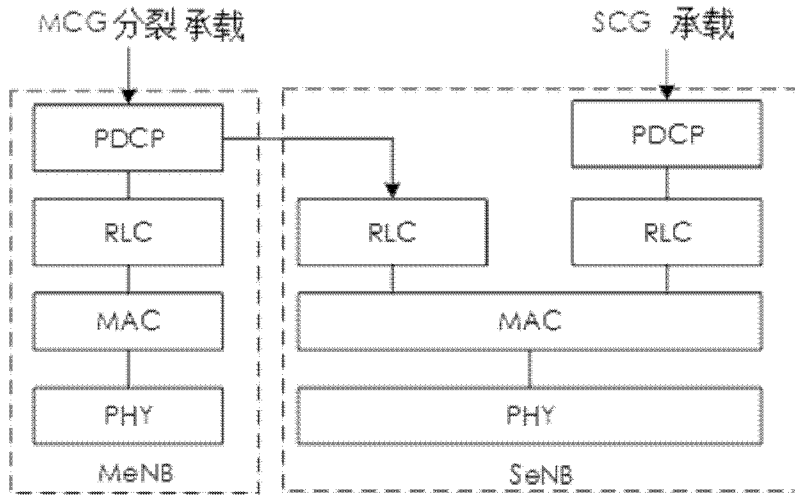 MCG 分裂 承载
SCG 承载
PDCP
PDCP
RLC
RLC
RLC
MAC
MAC
PHY
PHY
MeNB
SeNB